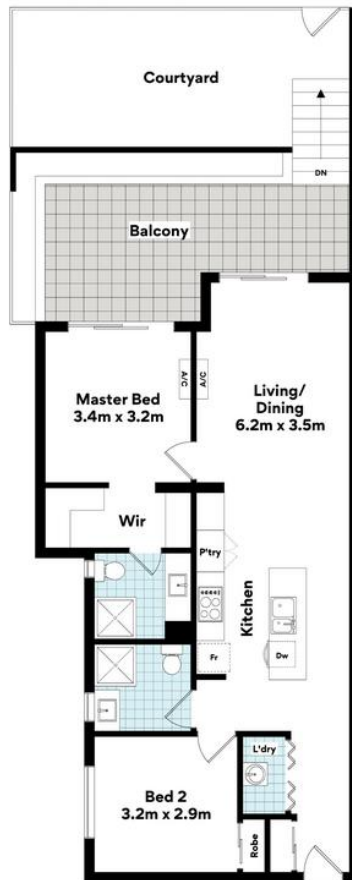 Courtyard
DN
Balcony
A/C
A/C
Master Bed
3.4m x 3.2m
Living/
Dining
6.2m x 3.5m
Wir
P'try
Kitchen
Fr
Dw
L'dry
Bed 2
3.2m x 2.9m
Robe